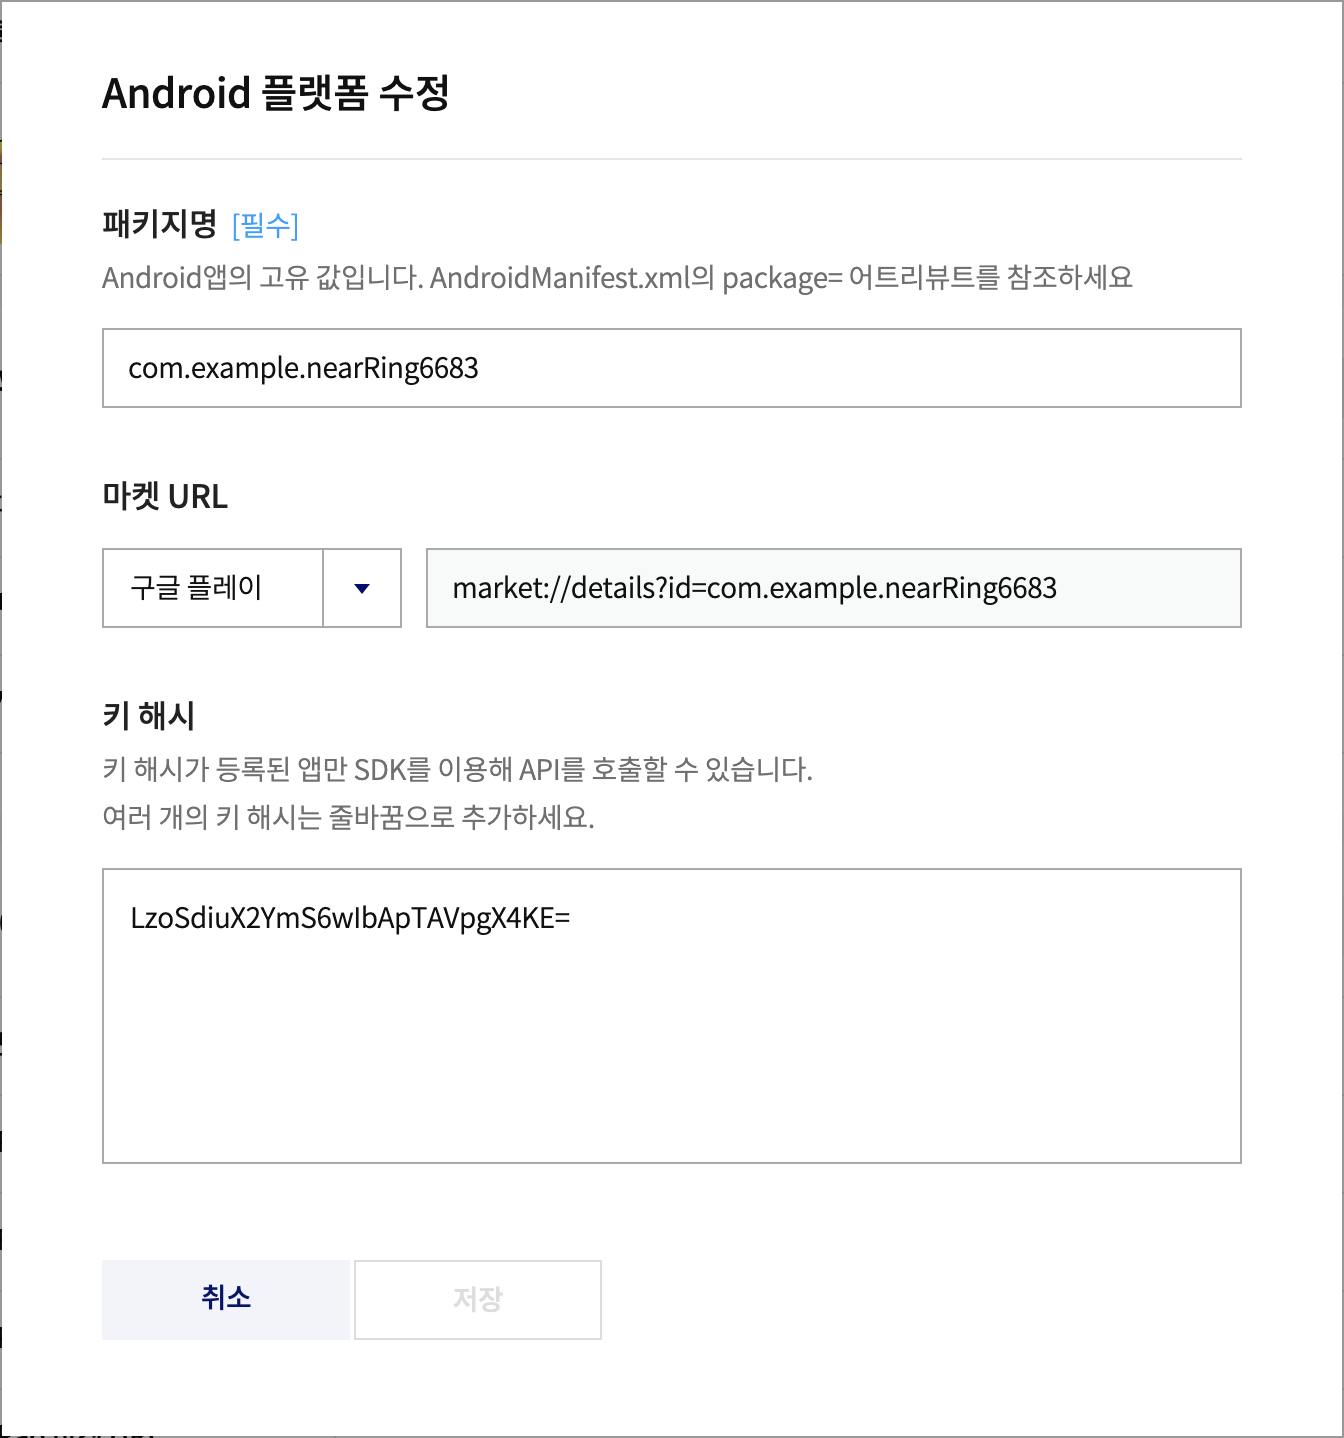 Android 플랫폼 수정
패키지명 [필수]
Android앱의 고유 값입니다. AndroidManifest.xml의 package= 어트리뷰트를 참조하세요
com.example.nearRing6683
마켓 URL
구글 플레이
market://details?id=com.example.nearRing6683
키 해시
키 해시가 등록된 앱만 SDK를 이용해 API를 호출할 수 있습니다.
여러 개의 키 해시는 줄바꿈으로 추가하세요.
LzoSdiuX2YmS6wIbApTAVpgX4KE=
취소
저장